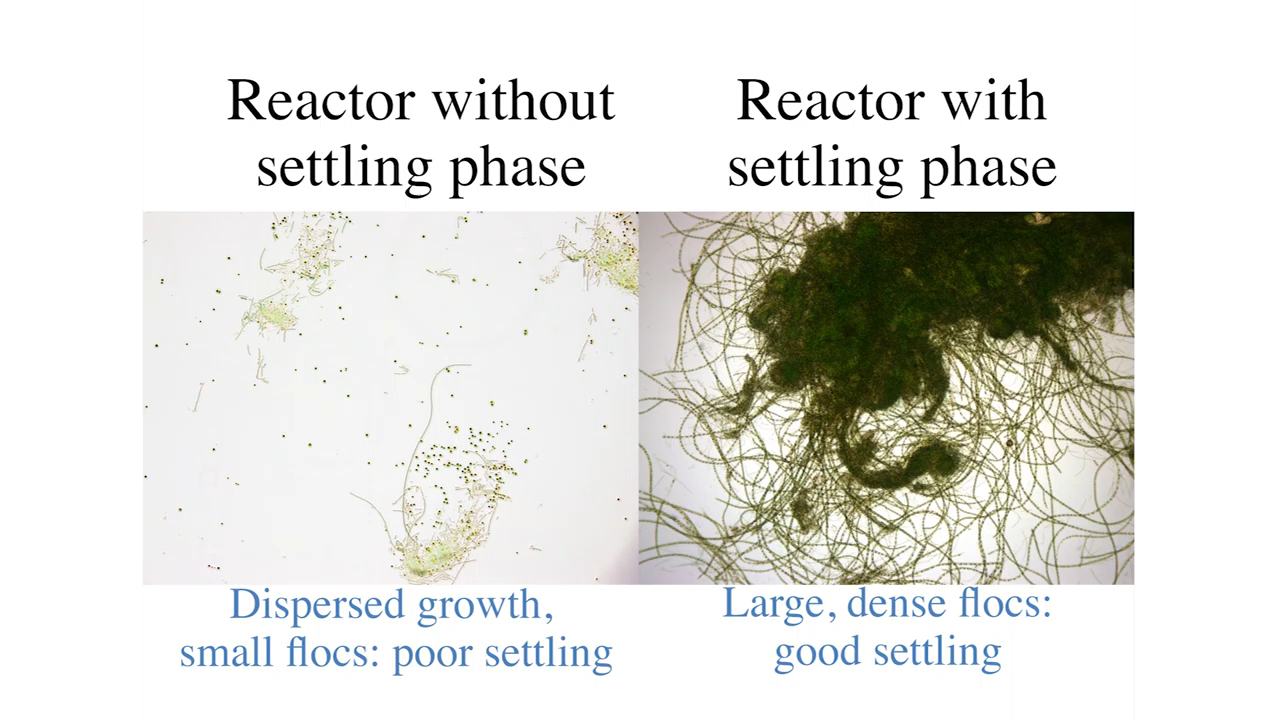 Reactor without
settling phase
Reactor with
settling phase
Dispersed growth,
small flocs: poor settling
Large, dense flocs:
good settling